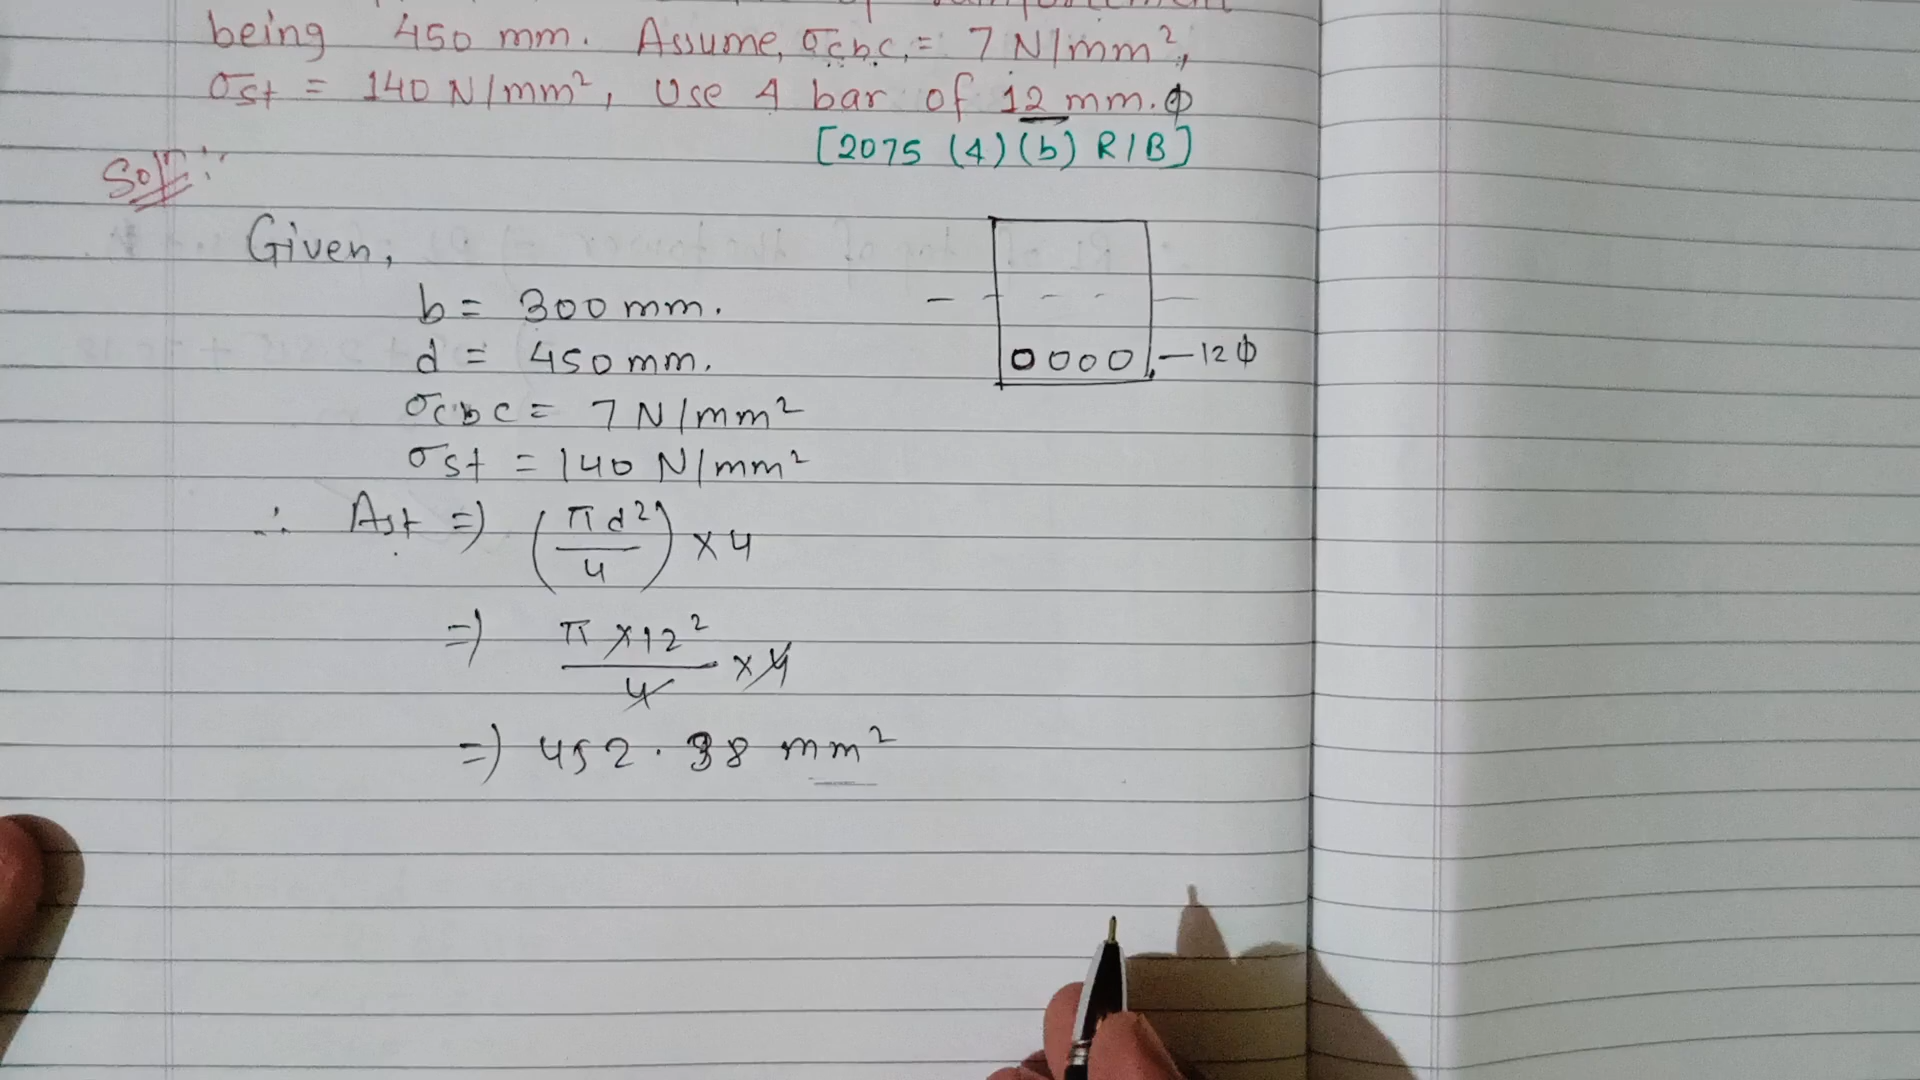 being 450 mm. Assume, σcbc = 7 N/mm²,
σst = 140 N/mm², Use 4 bar of 12 mm.ϕ
[2075 (4)(b) R/B]
Solⁿ:
Given,
b = 300 mm.
d = 450 mm.
0000 - 12 ϕ
σcbc = 7 N/mm²
σst = 140 N/mm²
∴ Ast => (πd²/4) × 4
=> π × 12²/4 × 4
=> 452.38 mm²